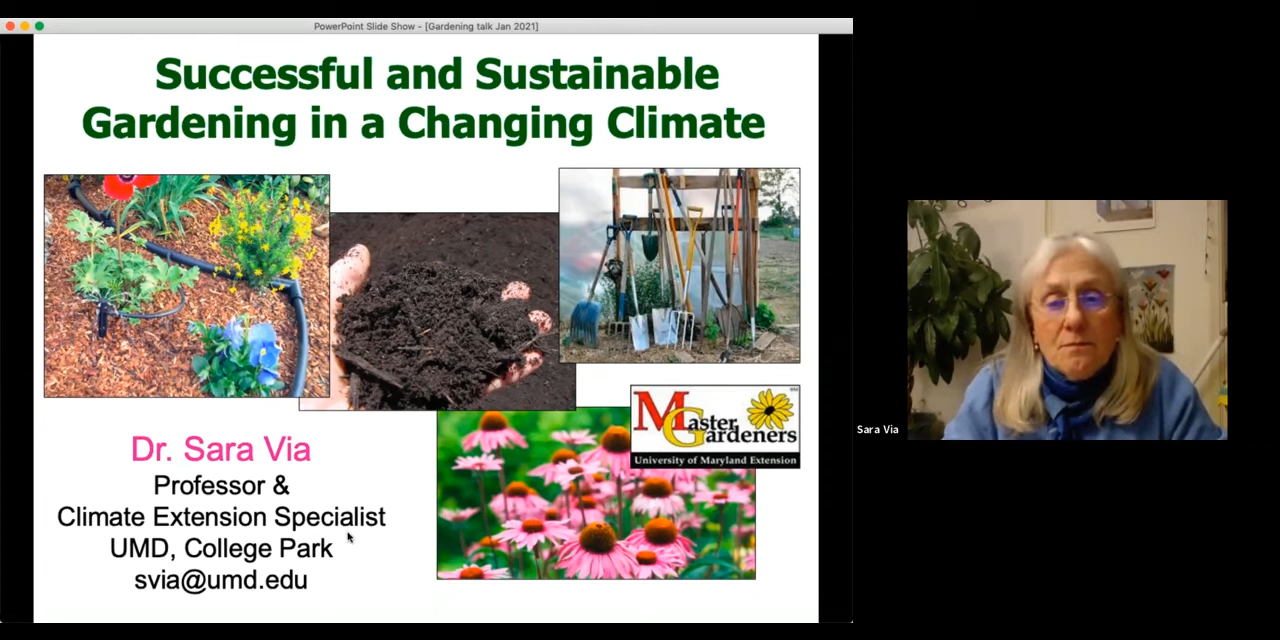 PowerPoint Slide Show - [Gardening talk Jan 2021]
Successful and Sustainable
Gardening in a Changing Climate
Master
Gardeners
University of Maryland Extension
Dr. Sara Via
Professor &
Climate Extension Specialist
UMD, College Park
svia@umd.edu
Sara Via